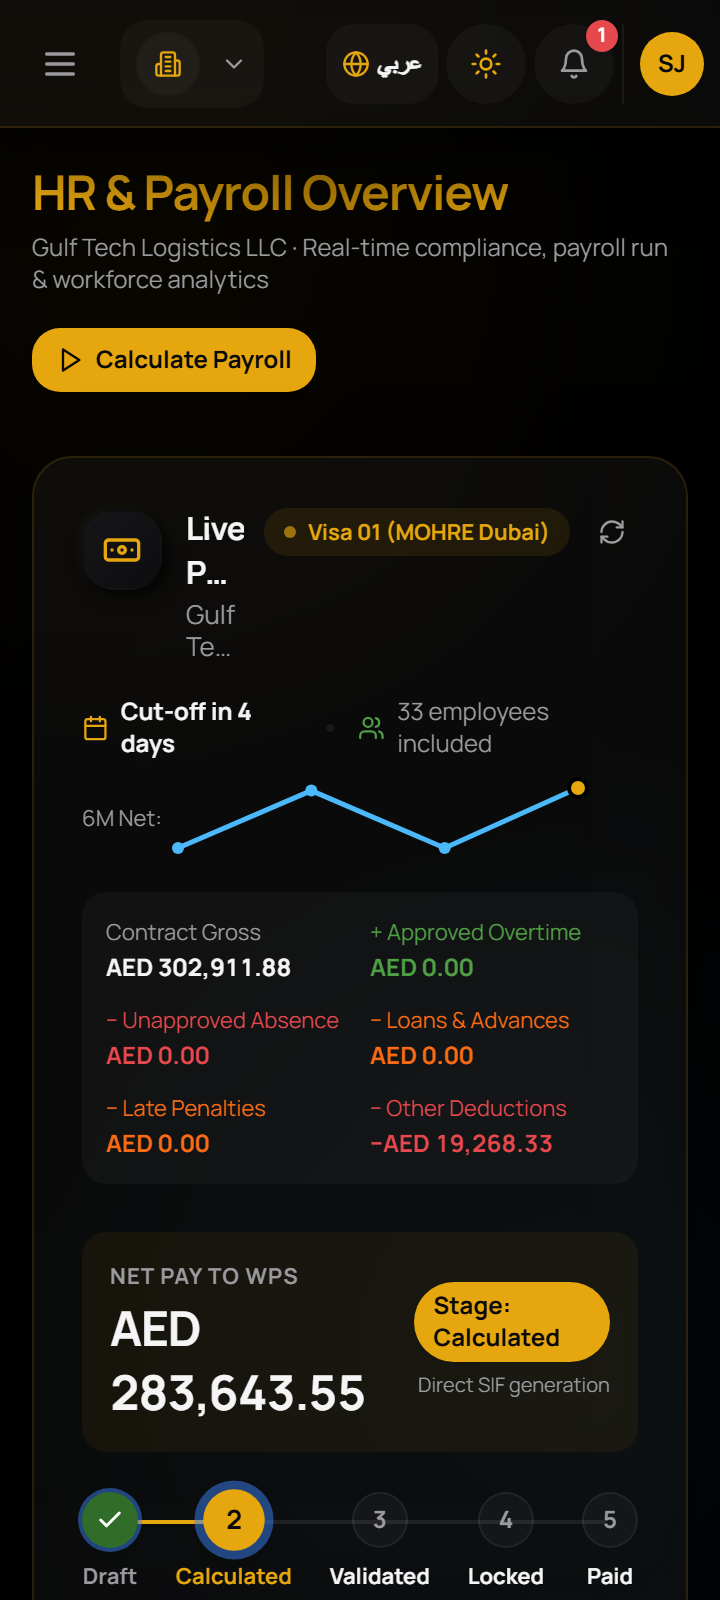 عربي
1
SJ
HR & Payroll Overview
Gulf Tech Logistics LLC · Real-time compliance, payroll run
& workforce analytics
Calculate Payroll
Live
P...
Visa 01 (MOHRE Dubai)
Gulf
Te...
Cut-off in 4
days
33 employees
included
6M Net:
Contract Gross
AED 302,911.88
+ Approved Overtime
AED 0.00
− Unapproved Absence
AED 0.00
− Loans & Advances
AED 0.00
− Late Penalties
AED 0.00
− Other Deductions
−AED 19,268.33
NET PAY TO WPS
AED
283,643.55
Stage:
Calculated
Direct SIF generation
2
3
4
5
Draft
Calculated
Validated
Locked
Paid